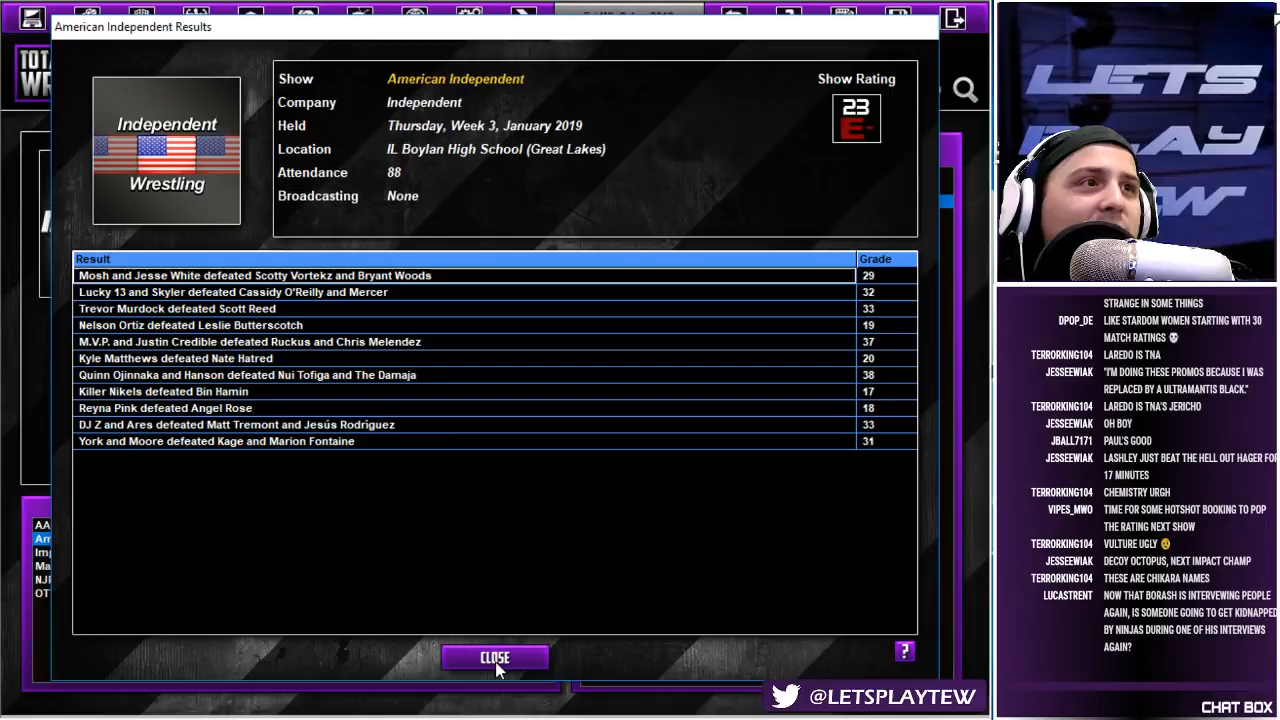 American Independent Results
TOT
WR
Independent
Wrestling
Show American Independent
Company Independent
Held Thursday, Week 3, January 2019
Location IL Boylan High School (Great Lakes)
Attendance 88
Broadcasting None
Show Rating
23
E-
Result Grade
Mosh and Jesse White defeated Scotty Vortekz and Bryant Woods 29
Lucky 13 and Skyler defeated Cassidy O'Reilly and Mercer 32
Trevor Murdock defeated Scott Reed 33
Nelson Ortiz defeated Leslie Butterscotch 19
M.V.P. and Justin Credible defeated Ruckus and Chris Melendez 37
Kyle Matthews defeated Nate Hatred 20
Quinn Ojinnaka and Hanson defeated Nui Tofiga and The Damaja 38
Killer Nikels defeated Bin Hamin 17
Reyna Pink defeated Angel Rose 18
DJ Z and Ares defeated Matt Tremont and Jesús Rodriguez 33
York and Moore defeated Kage and Marion Fontaine 31
AA
Am
Imp
Ma
NJP
OT
CLOSE
?
@LETSPLAYTEW
LETS
PLAY
STRANGE IN SOME THINGS
DPOP_DE LIKE STARDOM WOMEN STARTING WITH 30
MATCH RATINGS 💀
TERRORKING104 LAREDO IS TNA
JESSEEWIAK "I'M DOING THESE PROMOS BECAUSE I WAS
REPLACED BY A ULTRAMANTIS BLACK."
TERRORKING104 LAREDO IS TNA'S JERICHO
JESSEEWIAK OH BOY
JBALL7171 PAUL'S GOOD
JESSEEWIAK LASHLEY JUST BEAT THE HELL OUT HAGER FOR
17 MINUTES
TERRORKING104 CHEMISTRY URGH
VIPES_MWO TIME FOR SOME HOTSHOT BOOKING TO POP
THE RATING NEXT SHOW
TERRORKING104 VULTURE UGLY
JESSEEWIAK DECOY OCTOPUS, NEXT IMPACT CHAMP
TERRORKING104 THESE ARE CHIKARA NAMES
LUCASTRENT NOW THAT BORASH IS INTERVEWING PEOPLE
AGAIN, IS SOMEONE GOING TO GET KIDNAPPED
BY NINJAS DURING ONE OF HIS INTERVIEWS
AGAIN?
CHAT BOX